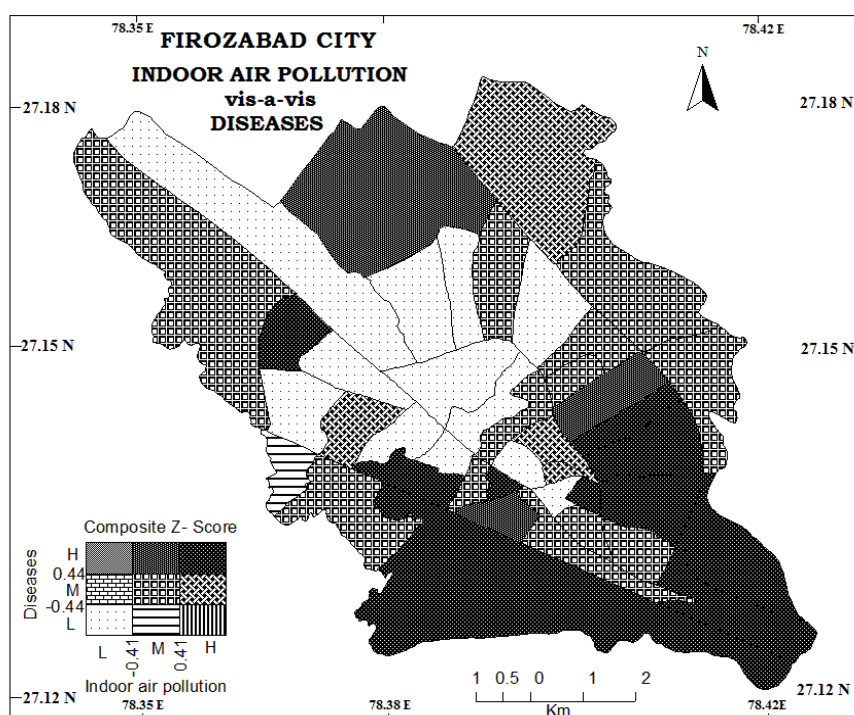 78.35 E
78.42 E
FIROZABAD CITY
INDOOR AIR POLLUTION
vis-a-vis
DISEASES
N
27.18 N
27.18 N
27.15 N
27.15 N
Composite Z- Score
Diseases
H
0.44
M
-0.44
L
L
-0.41
M
0.41
H
Indoor air pollution
1 0.5 0 1 2
Km
27.12 N
27.12 N
78.35 E
78.38 E
78.42 E